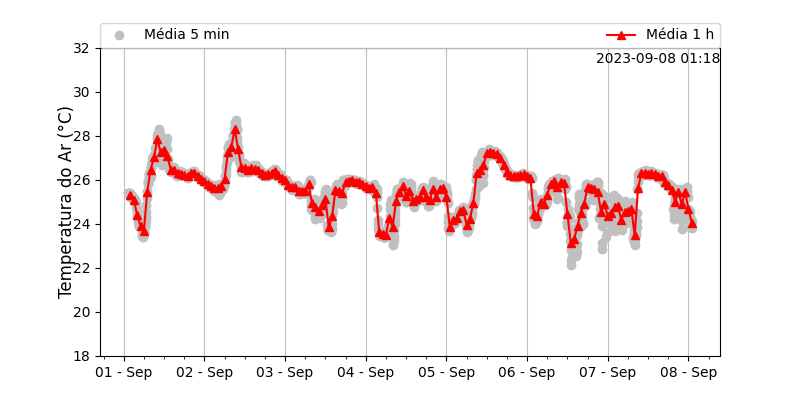 Média 5 min
Média 1 h
2023-09-08 01:18
Temperatura do Ar (°C)
32
30
28
26
24
22
20
18
01 - Sep
02 - Sep
03 - Sep
04 - Sep
05 - Sep
06 - Sep
07 - Sep
08 - Sep